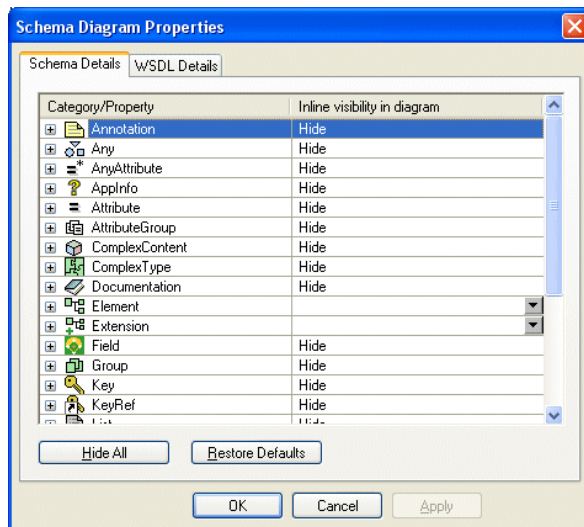 Schema Diagram Properties
Schema Details WSDL Details
Category/Property Inline visibility in diagram
Annotation Hide
Any Hide
AnyAttribute Hide
AppInfo Hide
Attribute Hide
AttributeGroup Hide
ComplexContent Hide
ComplexType Hide
Documentation Hide
Element
Extension
Field Hide
Group Hide
Key Hide
KeyRef Hide
List Hide
Hide All Restore Defaults
OK Cancel Apply